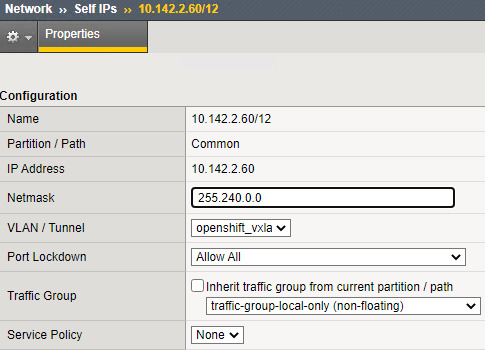 Network ›› Self IPs ›› 10.142.2.60/12
Properties
Configuration
Name 10.142.2.60/12
Partition / Path Common
IP Address 10.142.2.60
Netmask 255.240.0.0
VLAN / Tunnel openshift_vxla
Port Lockdown Allow All
Traffic Group Inherit traffic group from current partition / path
traffic-group-local-only (non-floating)
Service Policy None